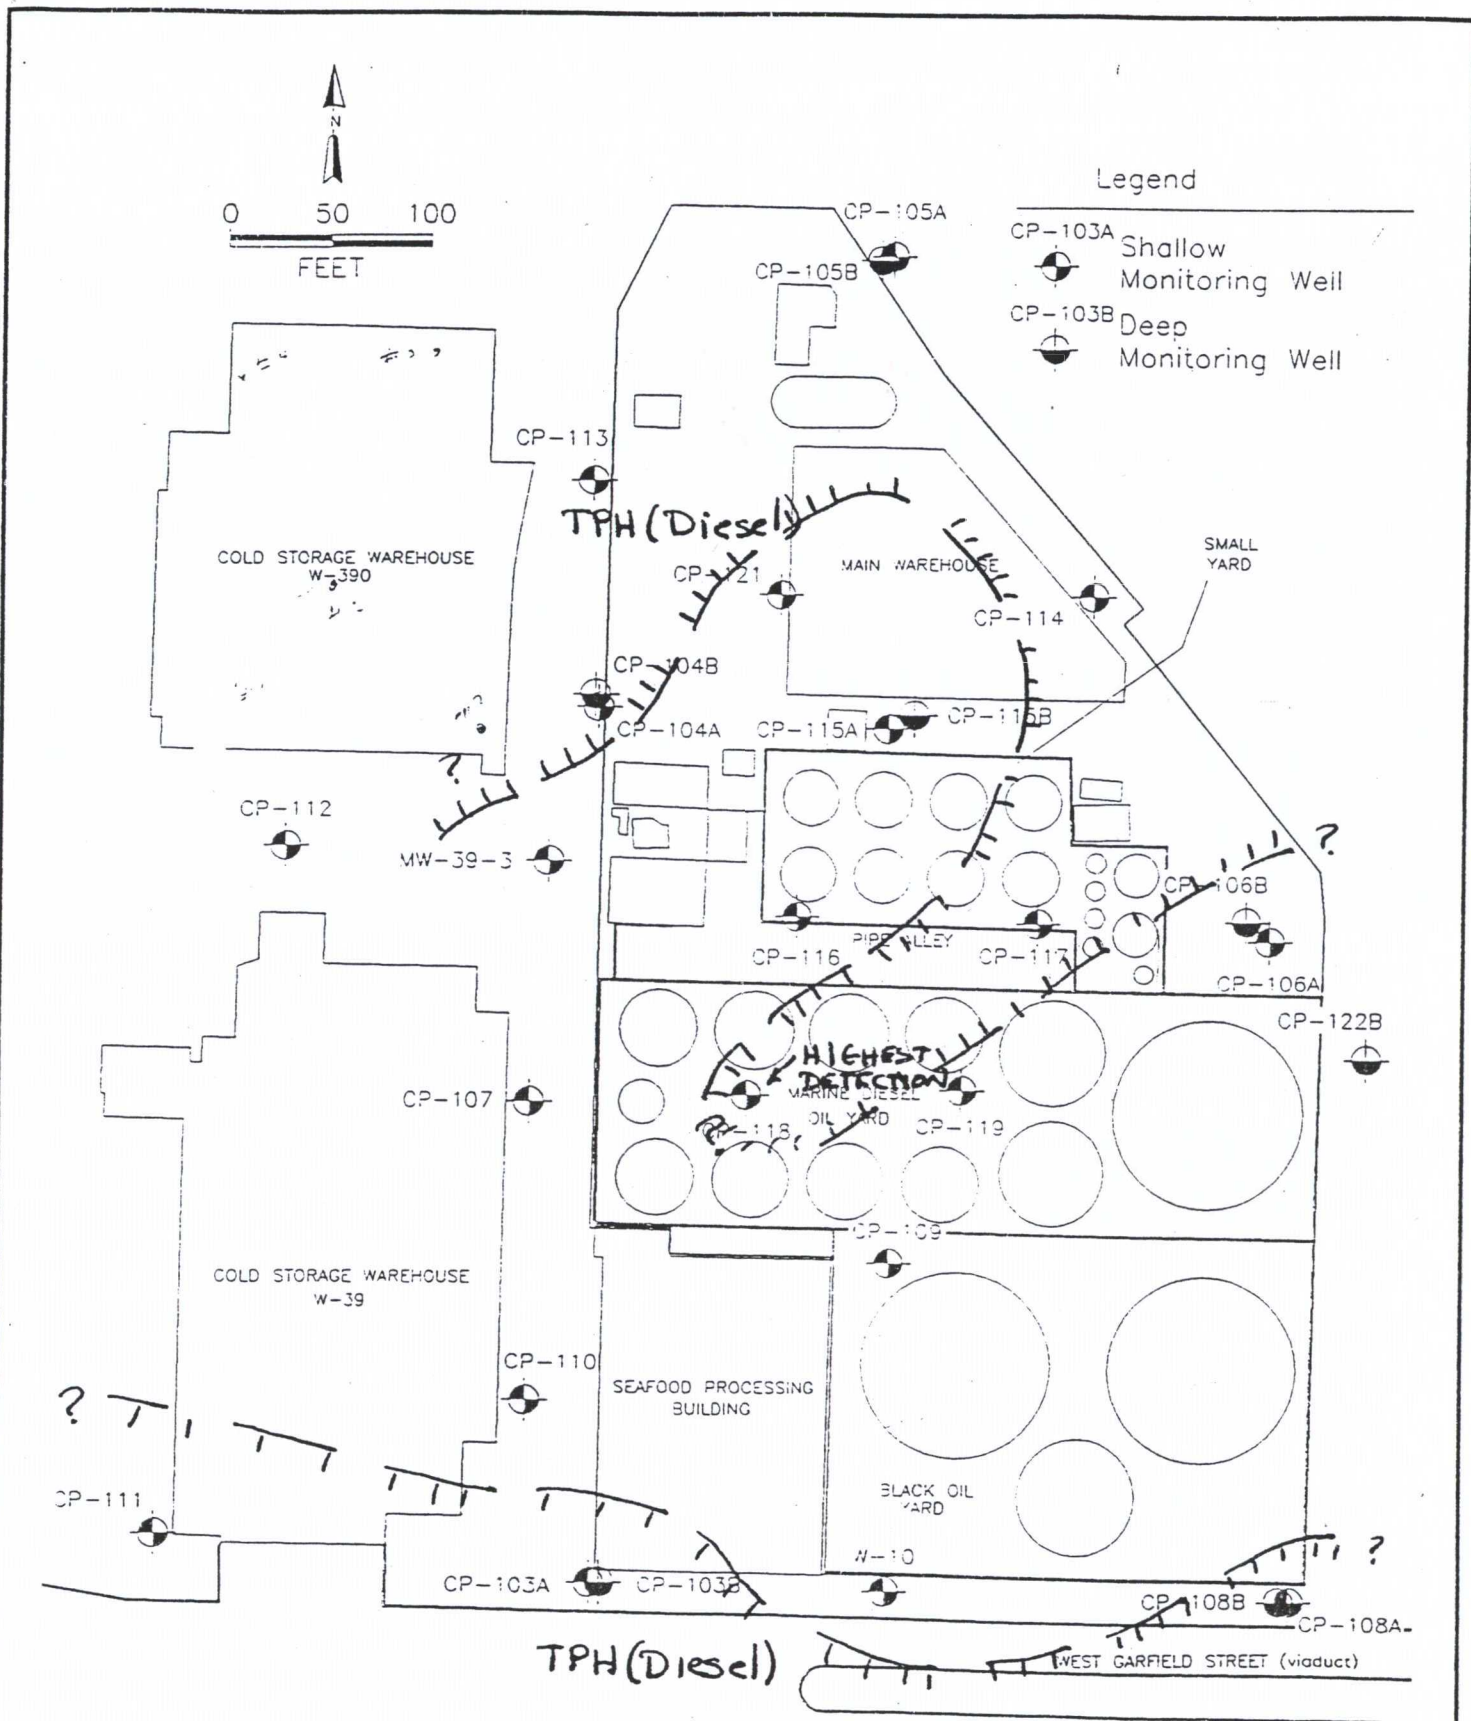 N
0 50 100
FEET
Legend
CP-103A
Shallow
Monitoring Well
CP-103B
Deep
Monitoring Well
CP-105A
CP-105B
CP-113
TPH (Diesel)
COLD STORAGE WAREHOUSE
W-390
CP-121
MAIN WAREHOUSE
SMALL
YARD
CP-114
CP-104B
CP-104A
CP-115A
CP-115B
?
CP-112
MW-39-3
?
CP-106B
PIPE ALLEY
CP-116
CP-117
CP-106A
CP-122B
HIGHEST
DETECTION
CP-107
MARINE DIESEL
OIL YARD
CP-118
CP-119
CP-109
COLD STORAGE WAREHOUSE
W-39
CP-110
SEAFOOD PROCESSING
BUILDING
?
BLACK OIL
YARD
CP-111
W-10
?
CP-103A
CP-103B
CP-108B
CP-108A
TPH (Diesel)
WEST GARFIELD STREET (viaduct)